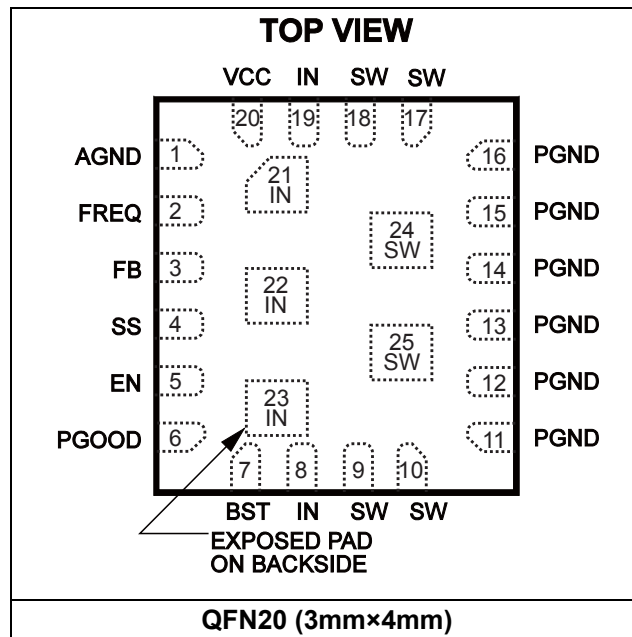 TOP VIEW
VCC IN SW SW
20 19 18 17
AGND 1 16 PGND
21
IN
FREQ 2 15 PGND
24
SW
FB 3 14 PGND
22
IN
SS 4 13 PGND
25
SW
EN 5 12 PGND
23
IN
PGOOD 6 11 PGND
7 8 9 10
BST IN SW SW
EXPOSED PAD
ON BACKSIDE
QFN20 (3mm×4mm)